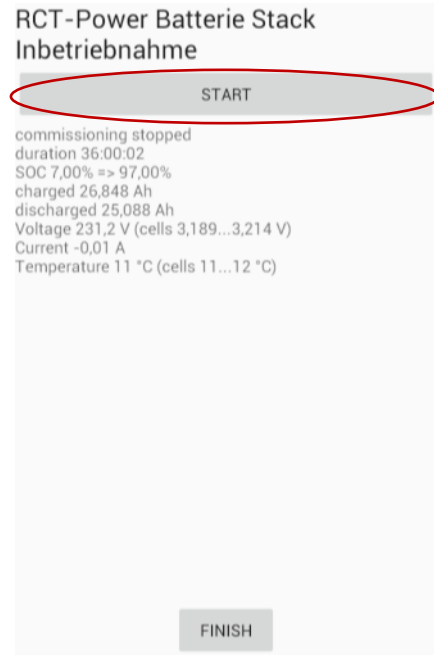 RCT-Power Batterie Stack
Inbetriebnahme
START
commissioning stopped
duration 36:00:02
SOC 7,00% => 97,00%
charged 26,848 Ah
discharged 25,088 Ah
Voltage 231,2 V (cells 3,189...3,214 V)
Current -0,01 A
Temperature 11 °C (cells 11...12 °C)
FINISH